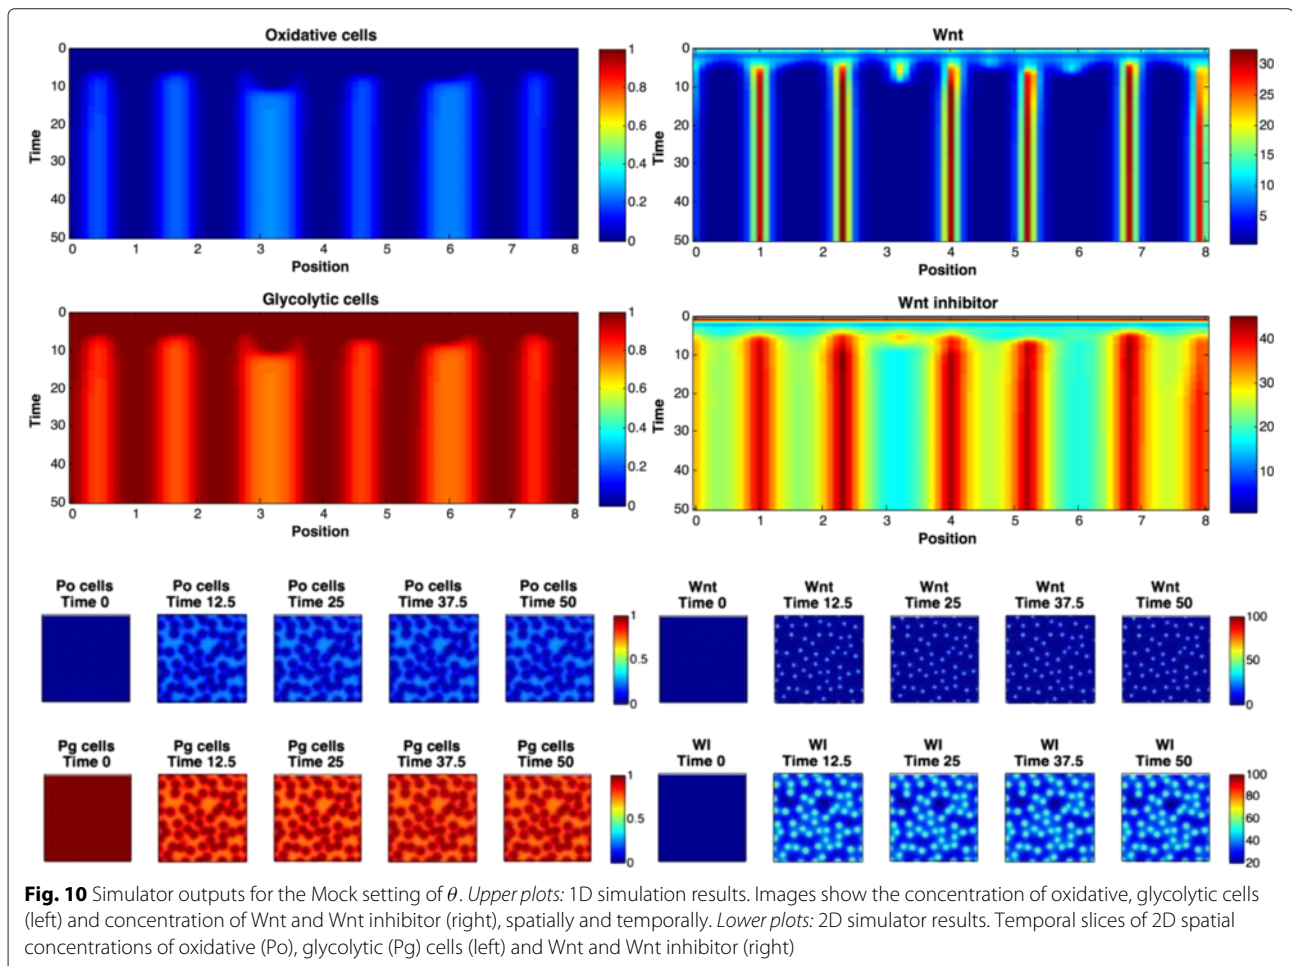 Oxidative cells
0
10
20
30
40
50
Time
0 1 2 3 4 5 6 7 8
Position
1
0.8
0.6
0.4
0.2
0
Wnt
0
10
20
30
40
50
Time
0 1 2 3 4 5 6 7 8
Position
30
25
20
15
10
5
Glycolytic cells
0
10
20
30
40
50
Time
0 1 2 3 4 5 6 7 8
Position
1
0.8
0.6
0.4
0.2
0
Wnt inhibitor
0
10
20
30
40
50
Time
0 1 2 3 4 5 6 7 8
Position
40
30
20
10
Po cells Po cells Po cells Po cells Po cells
Time 0 Time 12.5 Time 25 Time 37.5 Time 50
1
0.5
0
Wnt Wnt Wnt Wnt Wnt
Time 0 Time 12.5 Time 25 Time 37.5 Time 50
100
50
0
Pg cells Pg cells Pg cells Pg cells Pg cells
Time 0 Time 12.5 Time 25 Time 37.5 Time 50
1
0.5
0
WI WI WI WI WI
Time 0 Time 12.5 Time 25 Time 37.5 Time 50
100
80
60
40
20
Fig. 10 Simulator outputs for the Mock setting of θ. Upper plots: 1D simulation results. Images show the concentration of oxidative, glycolytic cells
(left) and concentration of Wnt and Wnt inhibitor (right), spatially and temporally. Lower plots: 2D simulator results. Temporal slices of 2D spatial
concentrations of oxidative (Po), glycolytic (Pg) cells (left) and Wnt and Wnt inhibitor (right)